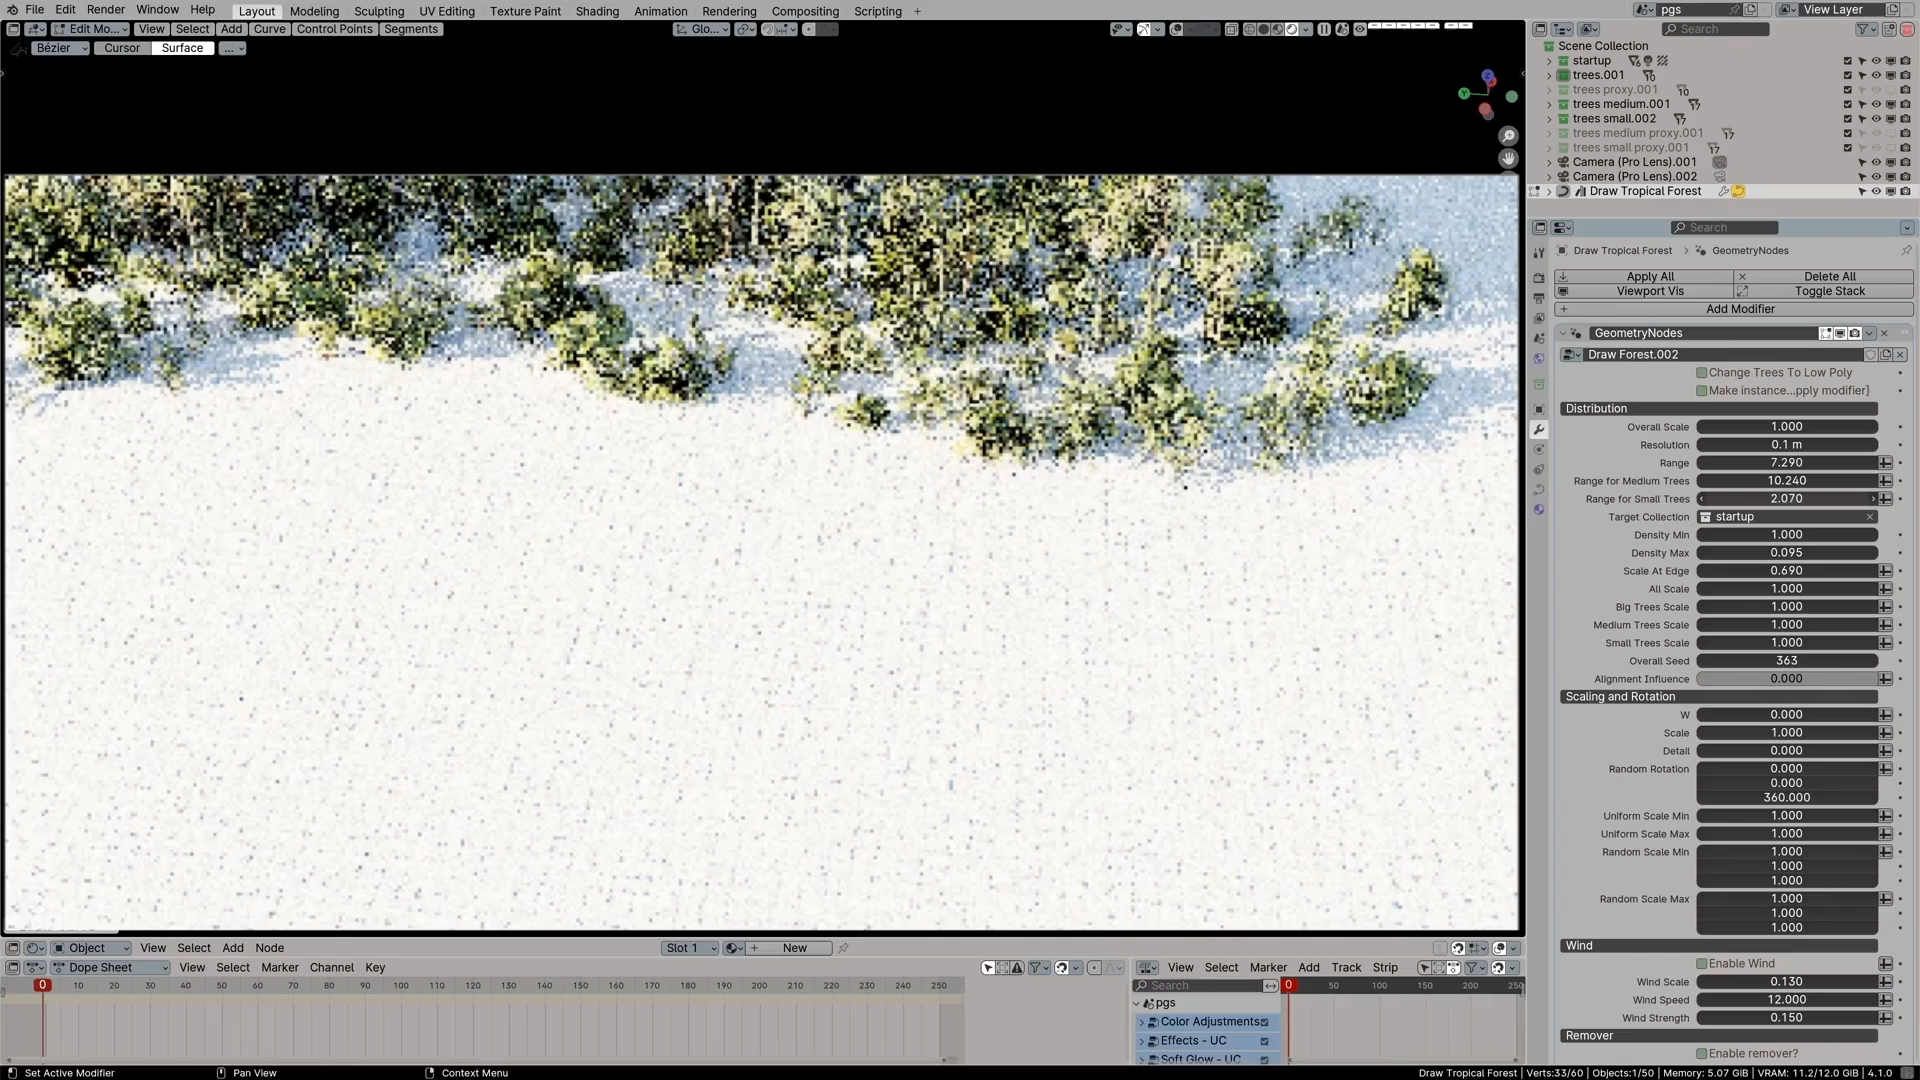 File Edit Render Window Help Layout Modeling Sculpting UV Editing Texture Paint Shading Animation Rendering Compositing Scripting + pgs View Layer
Edit Mo... View Select Add Curve Control Points Segments Glo... Search
Bézier Cursor Surface ...
Scene Collection
startup 6
trees.001 10
trees proxy.001 10
trees medium.001 17
trees small.002 17
trees medium proxy.001 17
trees small proxy.001 17
Camera (Pro Lens).001
Camera (Pro Lens).002
Draw Tropical Forest
Z
Y
Search
Draw Tropical Forest > GeometryNodes
Apply All Delete All
Viewport Vis Toggle Stack
Add Modifier
GeometryNodes
Draw Forest.002
Change Trees To Low Poly
Make instance...pply modifier]
Distribution
Overall Scale 1.000
Resolution 0.1 m
Range 7.290
Range for Medium Trees 10.240
Range for Small Trees 2.070
Target Collection startup
Density Min 1.000
Density Max 0.095
Scale At Edge 0.690
All Scale 1.000
Big Trees Scale 1.000
Medium Trees Scale 1.000
Small Trees Scale 1.000
Overall Seed 363
Alignment Influence 0.000
Scaling and Rotation
W 0.000
Scale 1.000
Detail 0.000
Random Rotation 0.000
0.000
360.000
Uniform Scale Min 1.000
Uniform Scale Max 1.000
Random Scale Min 1.000
1.000
1.000
Random Scale Max 1.000
1.000
1.000
Wind
Enable Wind
Wind Scale 0.130
Wind Speed 12.000
Wind Strength 0.150
Remover
Enable remover?
Object View Select Add Node Slot 1 New
Dope Sheet View Select Marker Channel Key View Select Marker Add Track Strip
0 10 20 30 40 50 60 70 80 90 100 110 120 130 140 150 160 170 180 190 200 210 220 230 240 250 Search 0 50 100 150 200 250
pgs
Color Adjustments
Effects - UC
Soft Glow - UC
Set Active Modifier Pan View Context Menu Draw Tropical Forest | Verts:33/60 | Objects:1/50 | Memory: 5.07 GiB | VRAM: 11.2/12.0 GiB | 4.1.0